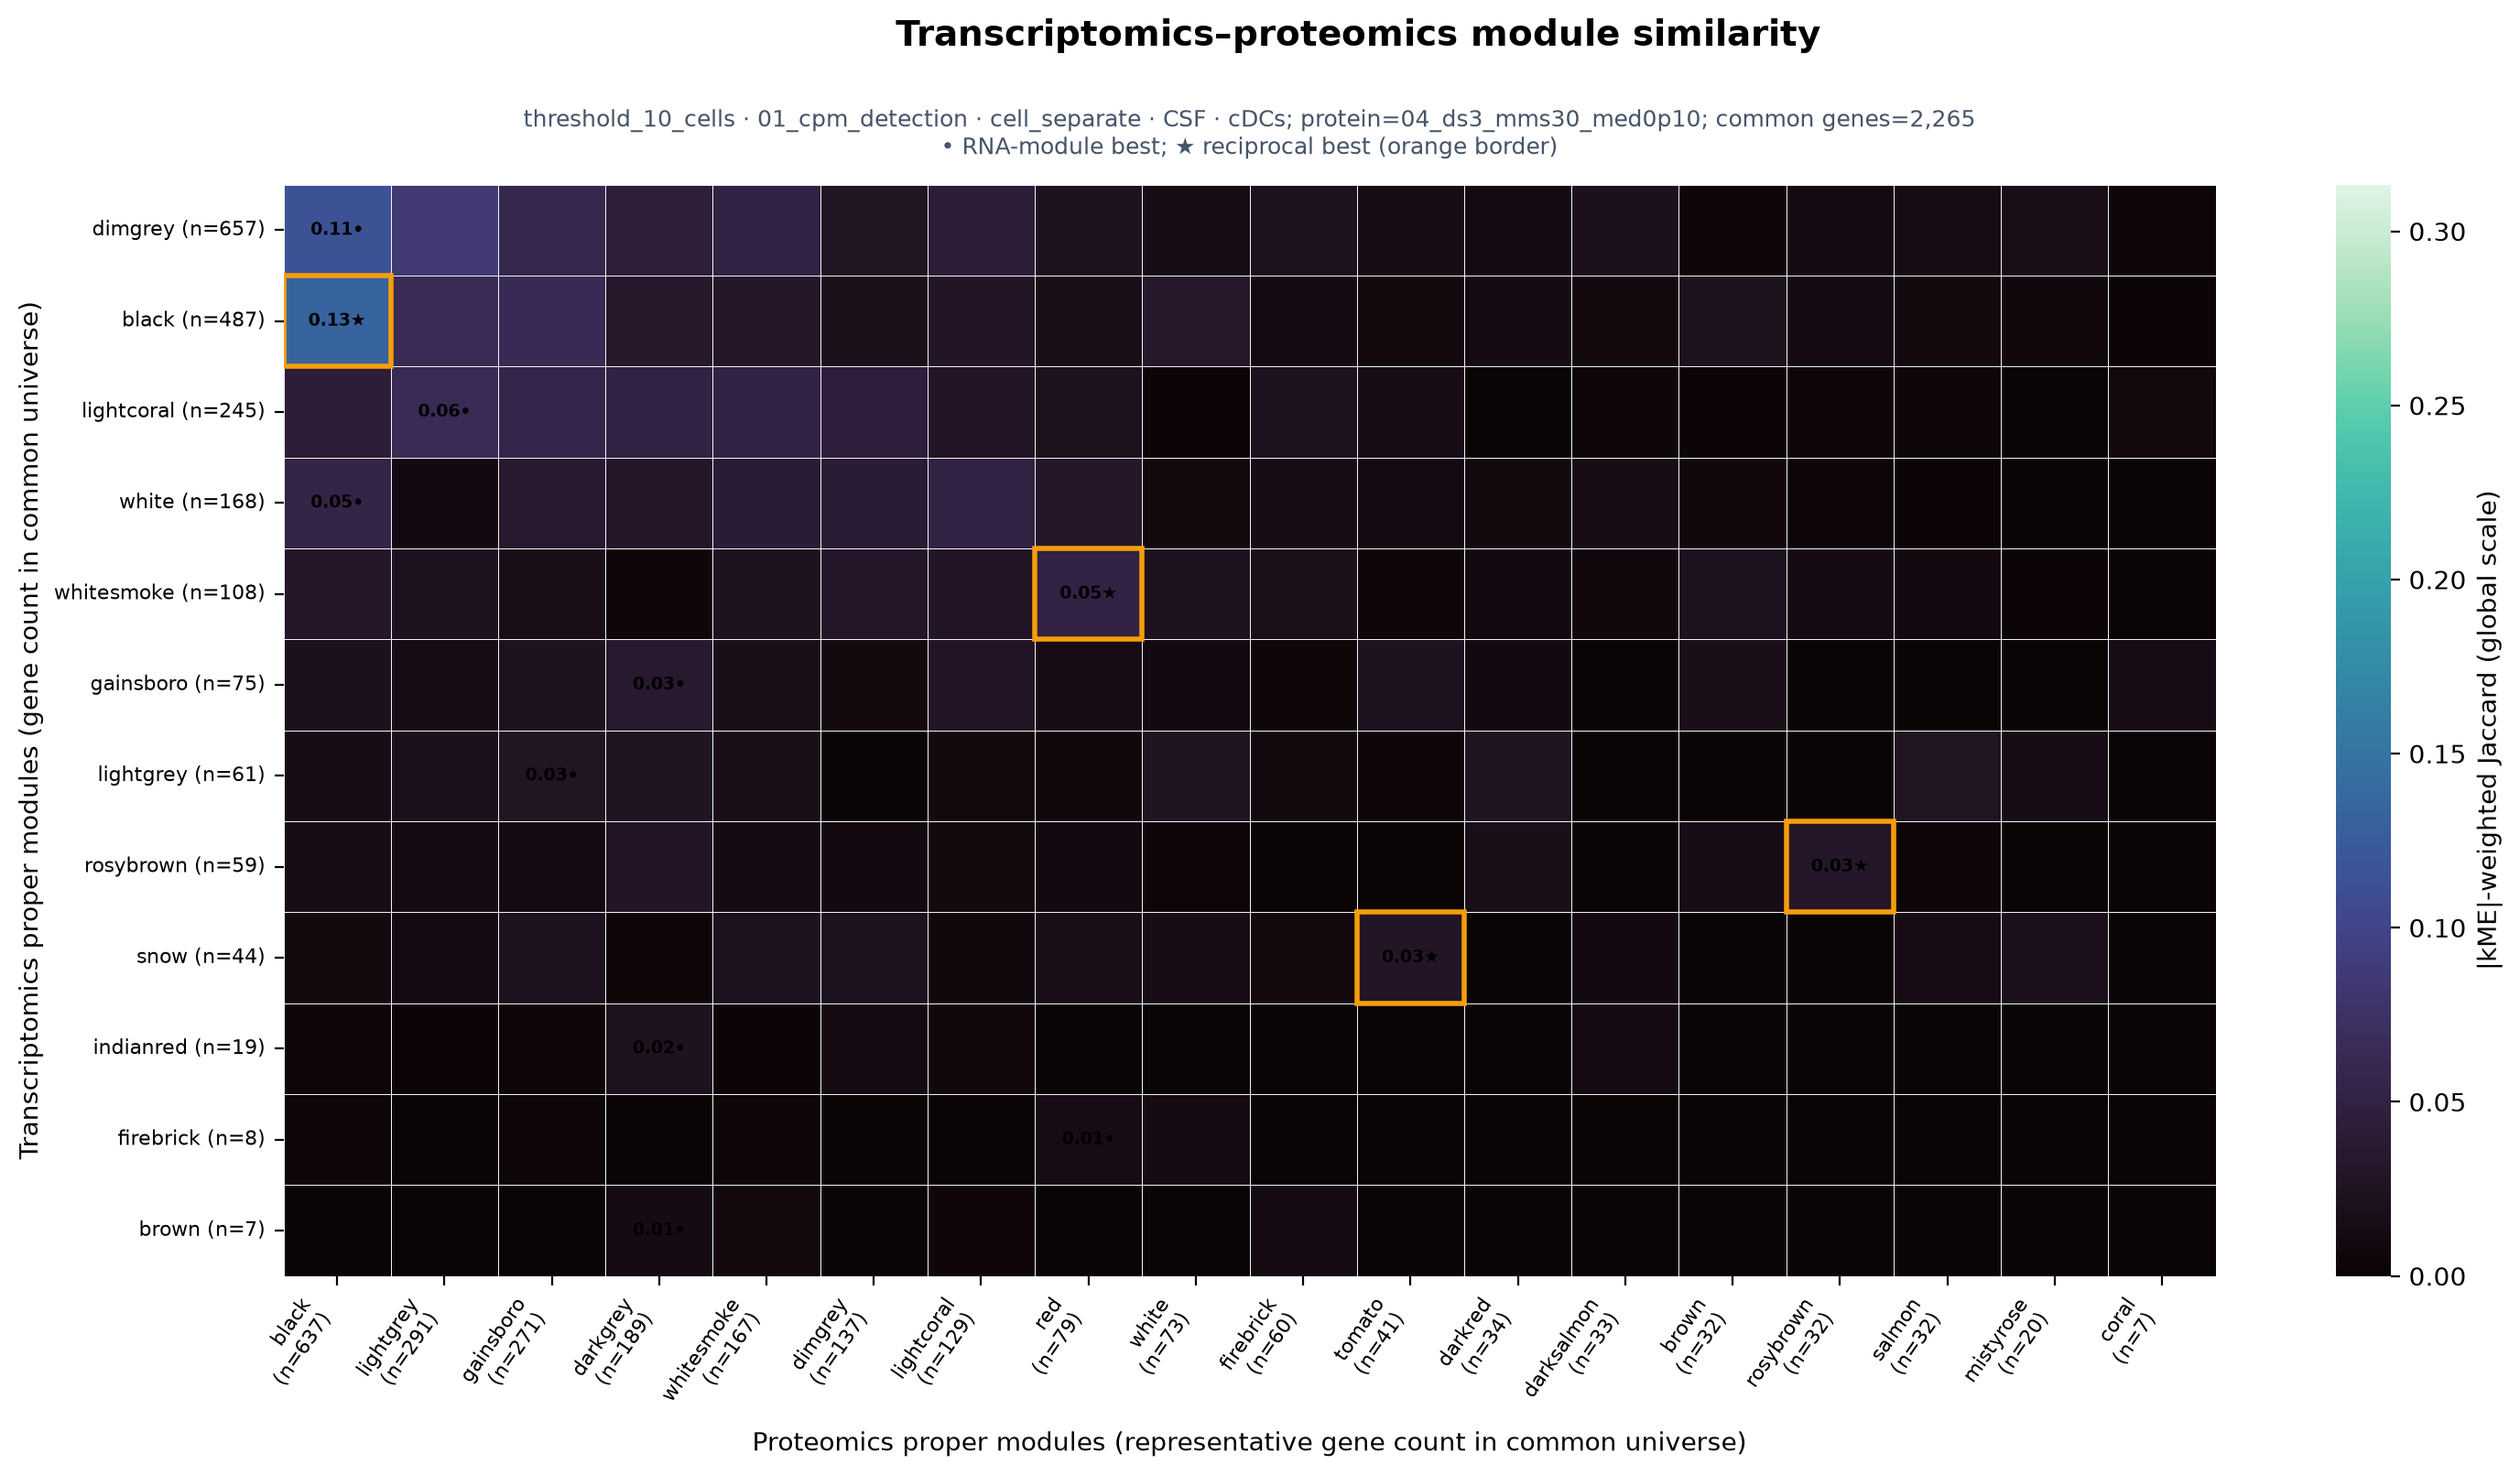 Transcriptomics–proteomics module similarity
threshold_10_cells · 01_cpm_detection · cell_separate · CSF · cDCs; protein=04_ds3_mms30_med0p10; common genes=2,265
• RNA-module best; ★ reciprocal best (orange border)
Transcriptomics proper modules (gene count in common universe)
dimgrey (n=657)
0.11•
black (n=487)
0.13★
lightcoral (n=245)
0.06•
white (n=168)
0.05•
whitesmoke (n=108)
0.05★
gainsboro (n=75)
0.03•
lightgrey (n=61)
0.03•
rosybrown (n=59)
0.03★
snow (n=44)
0.03★
indianred (n=19)
0.02•
firebrick (n=8)
0.01•
brown (n=7)
0.01•
black
(n=637)
lightgrey
(n=291)
gainsboro
(n=271)
darkgrey
(n=189)
whitesmoke
(n=167)
dimgrey
(n=137)
lightcoral
(n=129)
red
(n=79)
white
(n=73)
firebrick
(n=60)
tomato
(n=41)
darkred
(n=34)
darksalmon
(n=33)
brown
(n=32)
rosybrown
(n=32)
salmon
(n=32)
mistyrose
(n=20)
coral
(n=7)
Proteomics proper modules (representative gene count in common universe)
0.30
0.25
0.20
0.15
0.10
0.05
0.00
|kME|-weighted Jaccard (global scale)